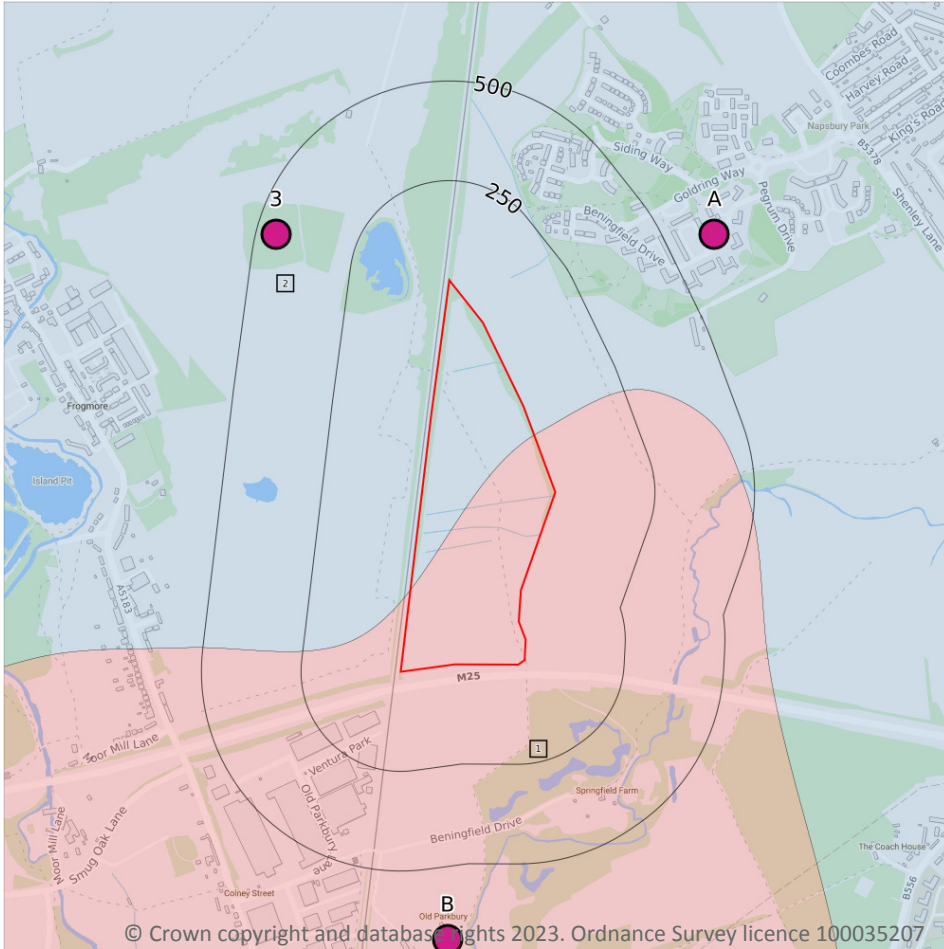 500
Coombes Road
Harvey Road
King's Road
Napsbury Park
B5378
Siding Way
Goldring Way
Shenley Lane
250
3
A
Pegrum Drive
Beningfield Drive
2
Frogmore
Island Pit
A5183
M25
Moor Mill Lane
Ventura Park
1
Springfield Farm
Old Parkbury Lane
Beningfield Drive
Moor Mill Lane
Smug Oak Lane
The Coach House
Colney Street
B556
B
Old Parkbury
© Crown copyright and database rights 2023. Ordnance Survey licence 100035207